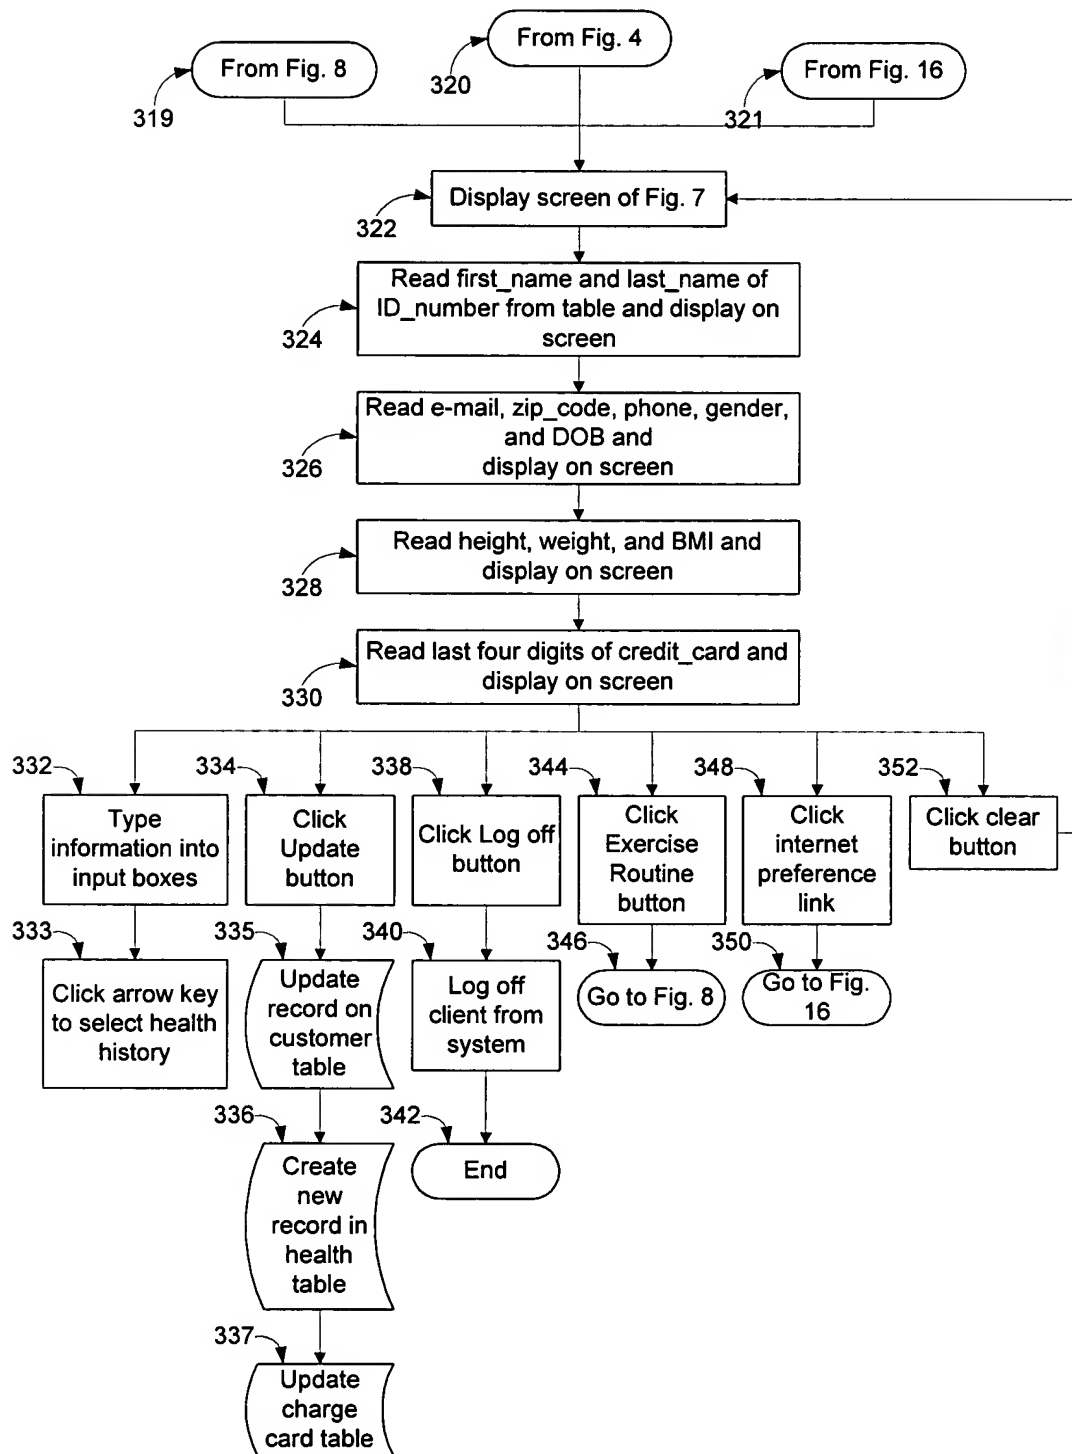 From Fig. 4
From Fig. 8
From Fig. 16
320
319
321
Display screen of Fig. 7
322
Read first_name and last_name of
ID_number from table and display on
screen
324
Read e-mail, zip_code, phone, gender,
and DOB and
display on screen
326
Read height, weight, and BMI and
display on screen
328
Read last four digits of credit_card and
display on screen
330
332
Type
information into
input boxes
334
Click
Update
button
338
Click Log off
button
344
Click
Exercise
Routine
button
348
Click
internet
preference
link
352
Click clear
button
333
Click arrow key
to select health
history
335
Update
record on
customer
table
340
Log off
client from
system
346
Go to Fig. 8
350
Go to Fig.
16
336
Create
new
record in
health
table
342
End
337
Update
charge
card table